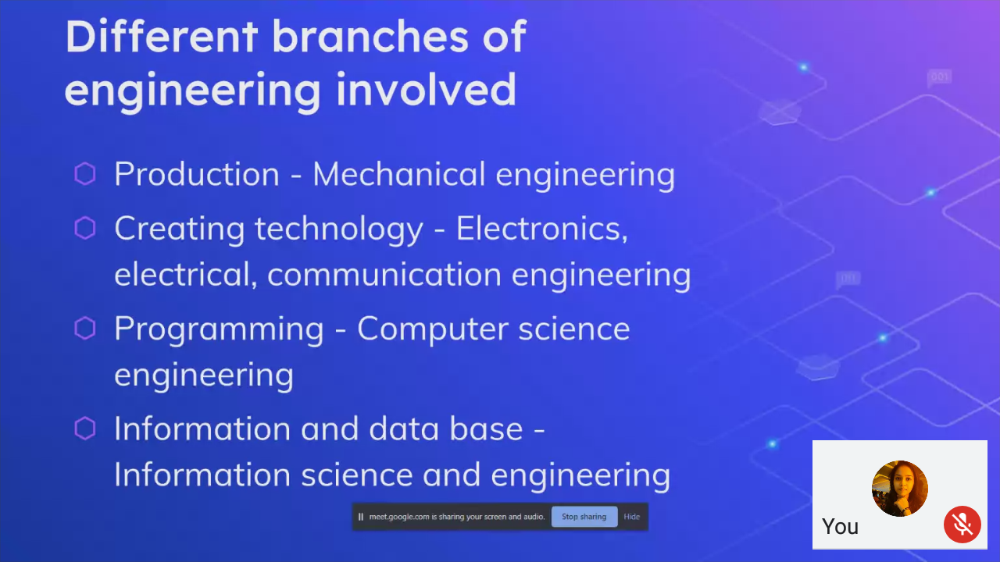 Different branches of
engineering involved
001
Production - Mechanical engineering
Creating technology - Electronics,
electrical, communication engineering
Programming - Computer science
engineering
Information and data base -
Information science and engineering
meet.google.com is sharing your screen and audio. Stop sharing Hide
You